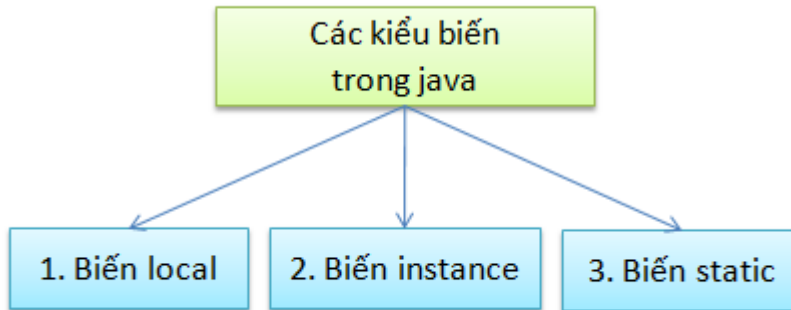 Các kiểu biến
trong java
1. Biến local
2. Biến instance
3. Biến static